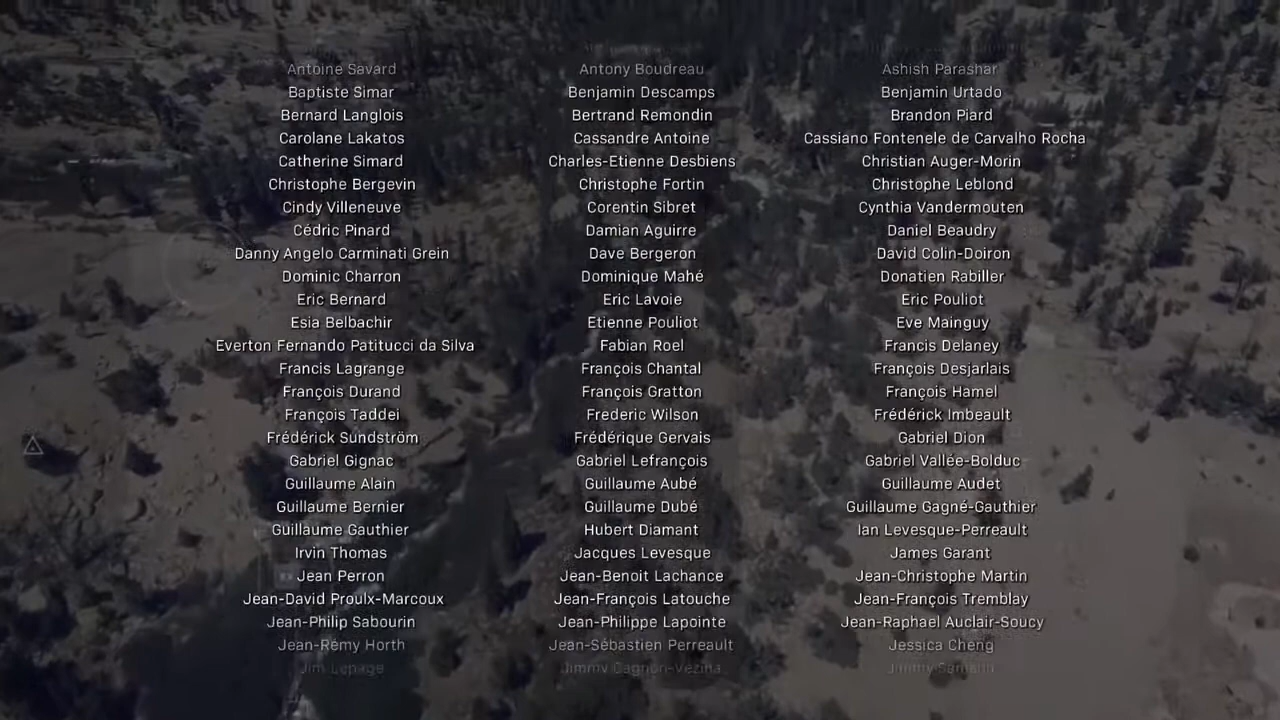 Antoine Savard Antony Boudreau Ashish Parashar
Baptiste Simar Benjamin Descamps Benjamin Urtado
Bernard Langlois Bertrand Remondin Brandon Piard
Carolane Lakatos Cassandre Antoine Cassiano Fontenele de Carvalho Rocha
Catherine Simard Charles-Etienne Desbiens Christian Auger-Morin
Christophe Bergevin Christophe Fortin Christophe Leblond
Cindy Villeneuve Corentin Sibret Cynthia Vandermouten
Cédric Pinard Damian Aguirre Daniel Beaudry
Danny Angelo Carminati Grein Dave Bergeron David Colin-Doiron
Dominic Charron Dominique Mahé Donatien Rabiller
Eric Bernard Eric Lavoie Eric Pouliot
Esia Belbachir Etienne Pouliot Eve Mainguy
Everton Fernando Patitucci da Silva Fabian Roel Francis Delaney
Francis Lagrange François Chantal François Desjarlais
François Durand François Gratton François Hamel
François Taddei Frederic Wilson Frédérick Imbeault
Frédérick Sundström Frédérique Gervais Gabriel Dion
Gabriel Gignac Gabriel Lefrançois Gabriel Vallée-Bolduc
Guillaume Alain Guillaume Aubé Guillaume Audet
Guillaume Bernier Guillaume Dubé Guillaume Gagné-Gauthier
Guillaume Gauthier Hubert Diamant Ian Levesque-Perreault
Irvin Thomas Jacques Levesque James Garant
Jean Perron Jean-Benoit Lachance Jean-Christophe Martin
Jean-David Proulx-Marcoux Jean-François Latouche Jean-François Tremblay
Jean-Philip Sabourin Jean-Philippe Lapointe Jean-Raphael Auclair-Soucy
Jean-Rémy Horth Jean-Sébastien Perreault Jessica Cheng
Jim Lepage Jimmy Gagnon-Vézina Jimmy